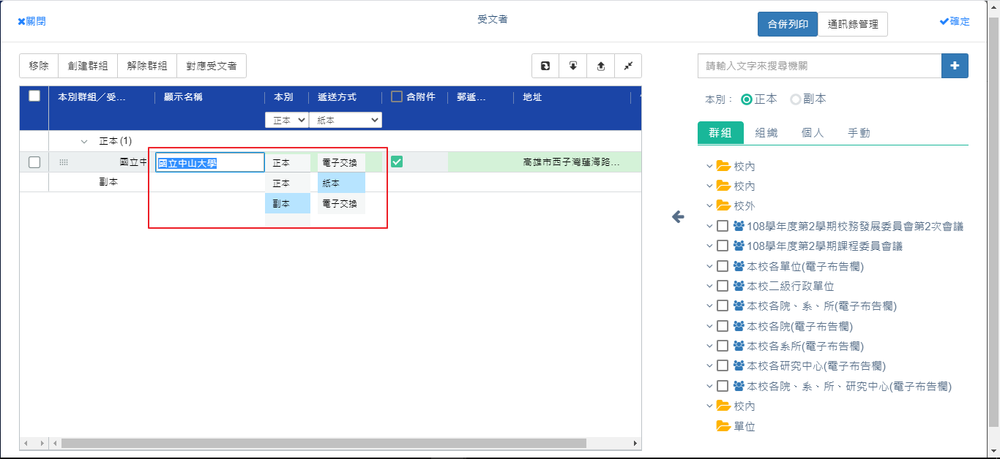 關閉
受文者
合併列印
通訊錄管理
確定
移除
創建群組
解除群組
對應受文者
本別群組／受...
顯示名稱
本別
遞送方式
含附件
郵遞...
地址
正本
紙本
正本 (1)
國立中
國立中山大學
正本
電子交換
高雄市西子灣蓮海路...
副本
正本
紙本
副本
電子交換
請輸入文字來搜尋機關
本別：
正本
副本
群組
組織
個人
手動
校內
校內
校外
108學年度第2學期校務發展委員會第2次會議
108學年度第2學期課程委員會議
本校各單位(電子布告欄)
本校二級行政單位
本校各院、系、所(電子布告欄)
本校各院(電子布告欄)
本校各系所(電子布告欄)
本校各研究中心(電子布告欄)
本校各院、系、所、研究中心(電子布告欄)
校內
單位